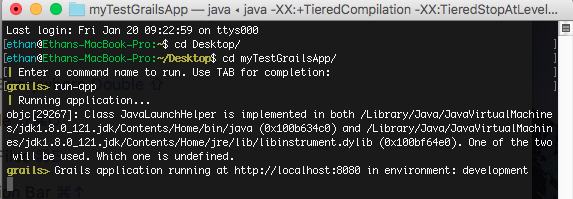 myTestGrailsApp — java ◂ java -XX:+TieredCompilation -XX:TieredStopAtLevel...
Last login: Fri Jan 20 09:22:59 on ttys000
[ethan@Ethans-MacBook-Pro:~$ cd Desktop/ ]
[ethan@Ethans-MacBook-Pro:~/Desktop$ cd myTestGrailsApp/ ]
[| Enter a command name to run. Use TAB for completion: ]
[grails> run-app ]
| Running application...
objc[29267]: Class JavaLaunchHelper is implemented in both /Library/Java/JavaVirtualMachine
s/jdk1.8.0_121.jdk/Contents/Home/bin/java (0x100b634c0) and /Library/Java/JavaVirtualMachin
es/jdk1.8.0_121.jdk/Contents/Home/jre/lib/libinstrument.dylib (0x100bf64e0). One of the two
will be used. Which one is undefined.
grails> Grails application running at http://localhost:8080 in environment: development